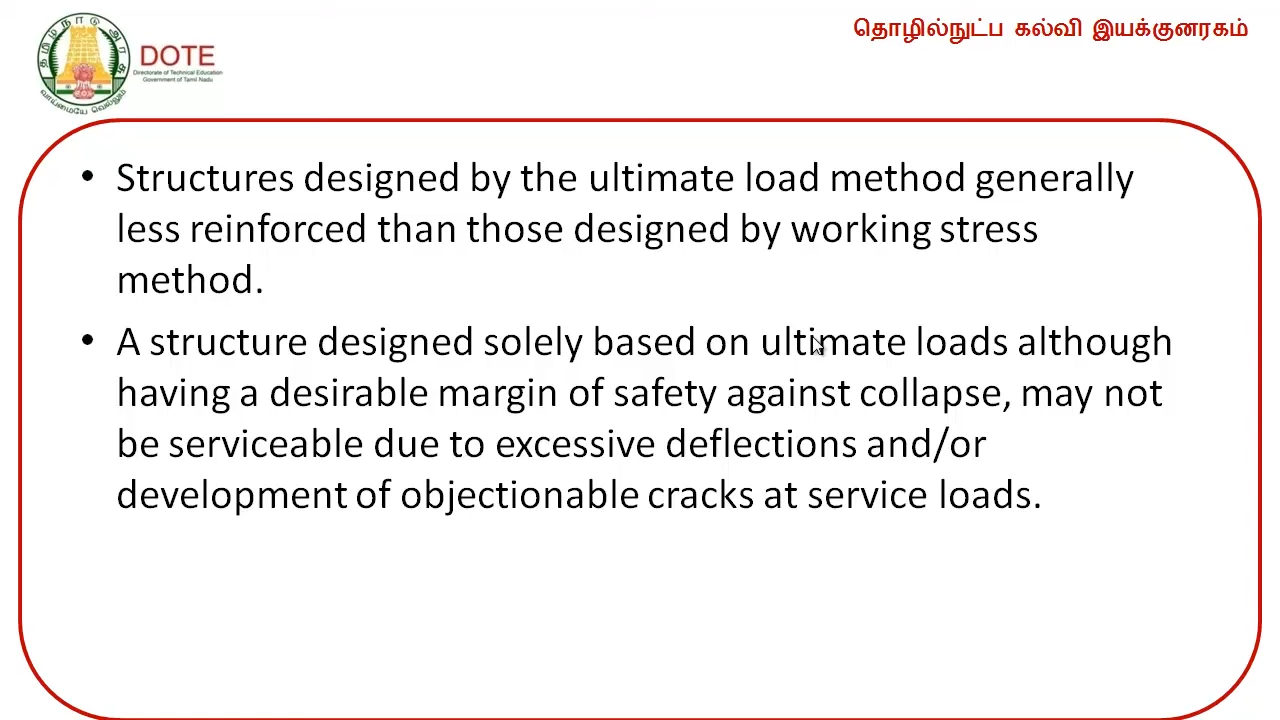 தமிழ்நாடு அரசு
வாய்மையே வெல்லும்
DOTE
Directorate of Technical Education
Government of Tamil Nadu
தொழில்நுட்ப கல்வி இயக்குனரகம்
• Structures designed by the ultimate load method generally
less reinforced than those designed by working stress
method.
• A structure designed solely based on ultimate loads although
having a desirable margin of safety against collapse, may not
be serviceable due to excessive deflections and/or
development of objectionable cracks at service loads.